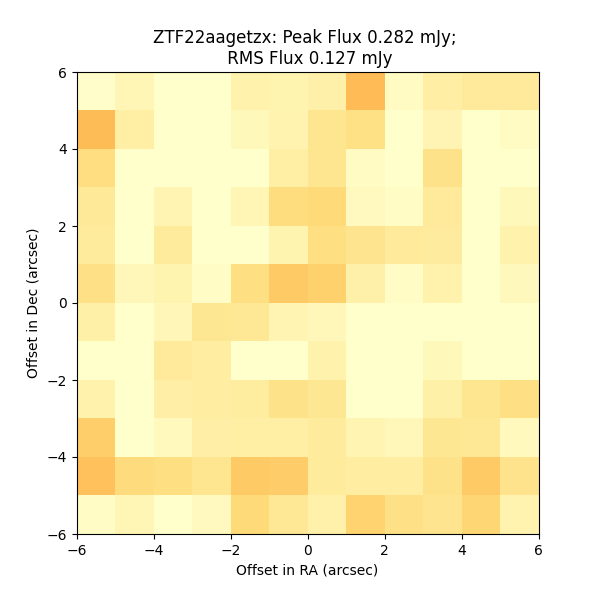 ZTF22aagetzx: Peak Flux 0.282 mJy;
RMS Flux 0.127 mJy
6
4
2
0
−2
−4
−6
Offset in Dec (arcsec)
−6 −4 −2 0 2 4 6
Offset in RA (arcsec)